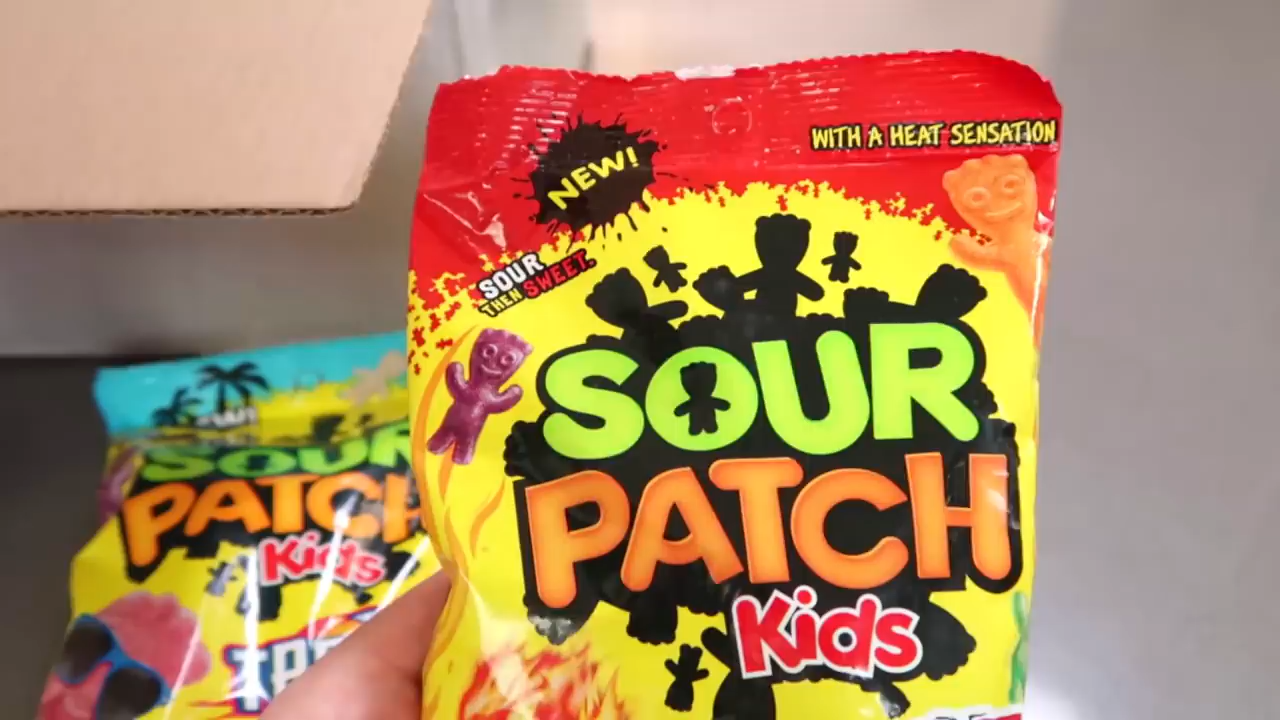 WITH A HEAT SENSATION
NEW!
SOUR
THEN SWEET.
SOUR
PATCH
Kids
SOUR
PATCH
Kids